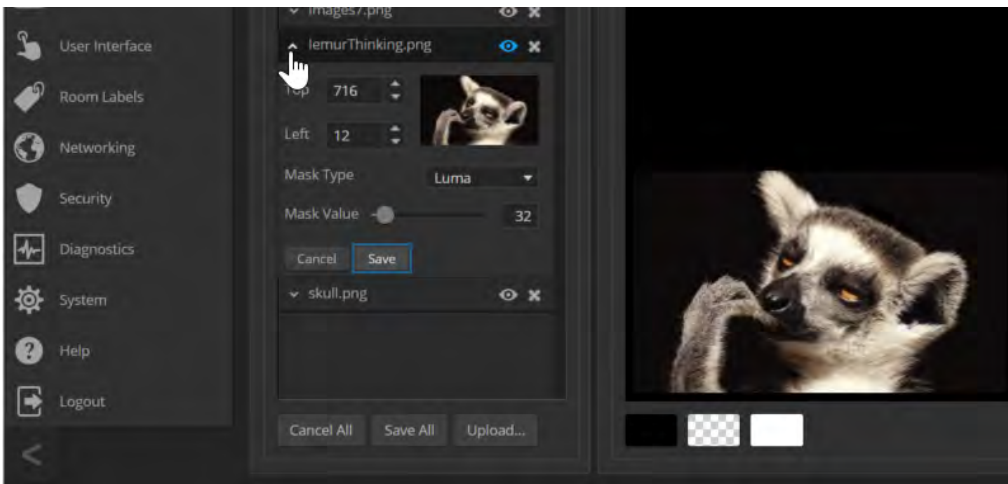 images7.png
User Interface
lemurThinking.png
Room Labels
Top 716
Networking
Left 12
Mask Type Luma
Security
Mask Value 32
Diagnostics
Cancel Save
System
skull.png
Help
Logout
Cancel All Save All Upload...